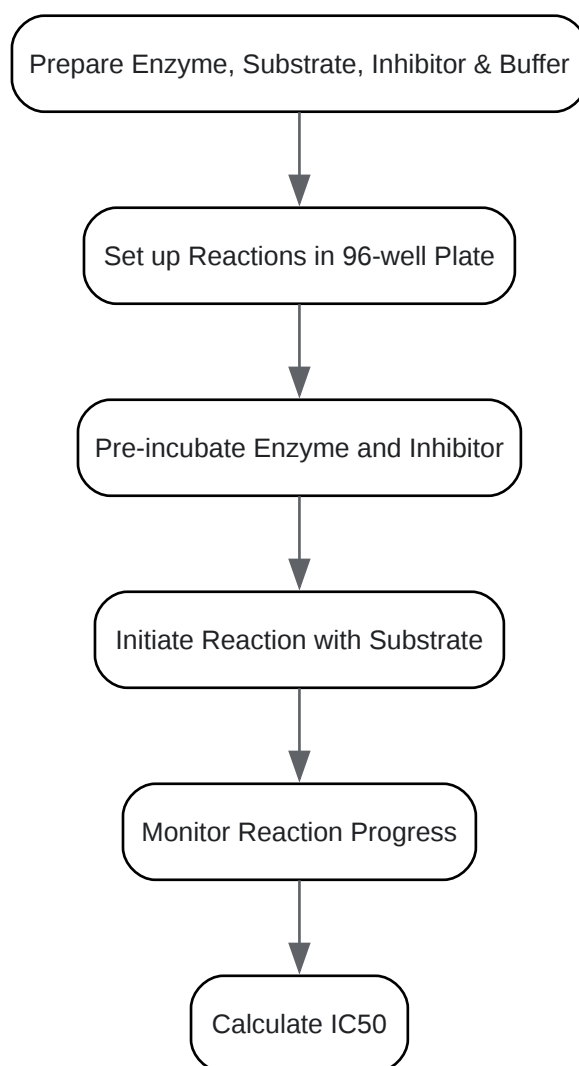 Prepare Enzyme, Substrate, Inhibitor & Buffer
Set up Reactions in 96-well Plate
Pre-incubate Enzyme and Inhibitor
Initiate Reaction with Substrate
Monitor Reaction Progress
Calculate IC50